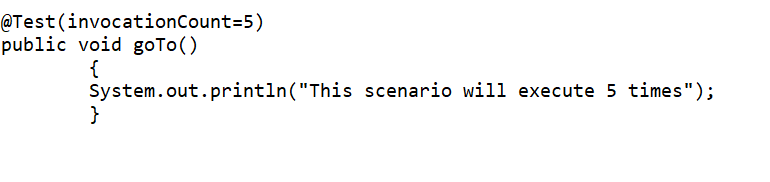 @Test(invocationCount=5)
public void goTo()
{
System.out.println("This scenario will execute 5 times");
}